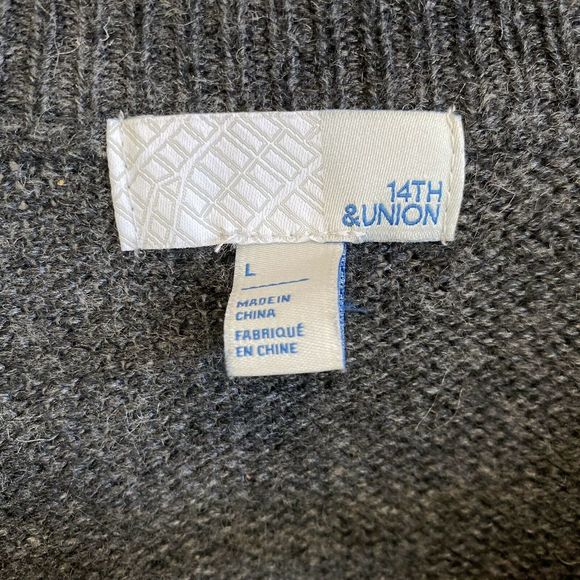 14TH
&UNION
L
MADE IN
CHINA
FABRIQUÉ
EN CHINE